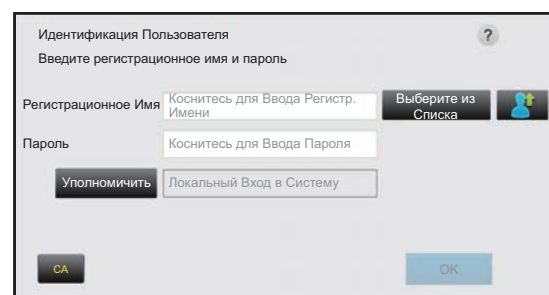 Идентификация Пользователя
?
Введите регистрационное имя и пароль
Регистрационное Имя
Коснитесь для Ввода Регистр.
Имени
Выберите из
Списка
Пароль
Коснитесь для Ввода Пароля
Уполномичить
Локальный Вход в Систему
CA
OK